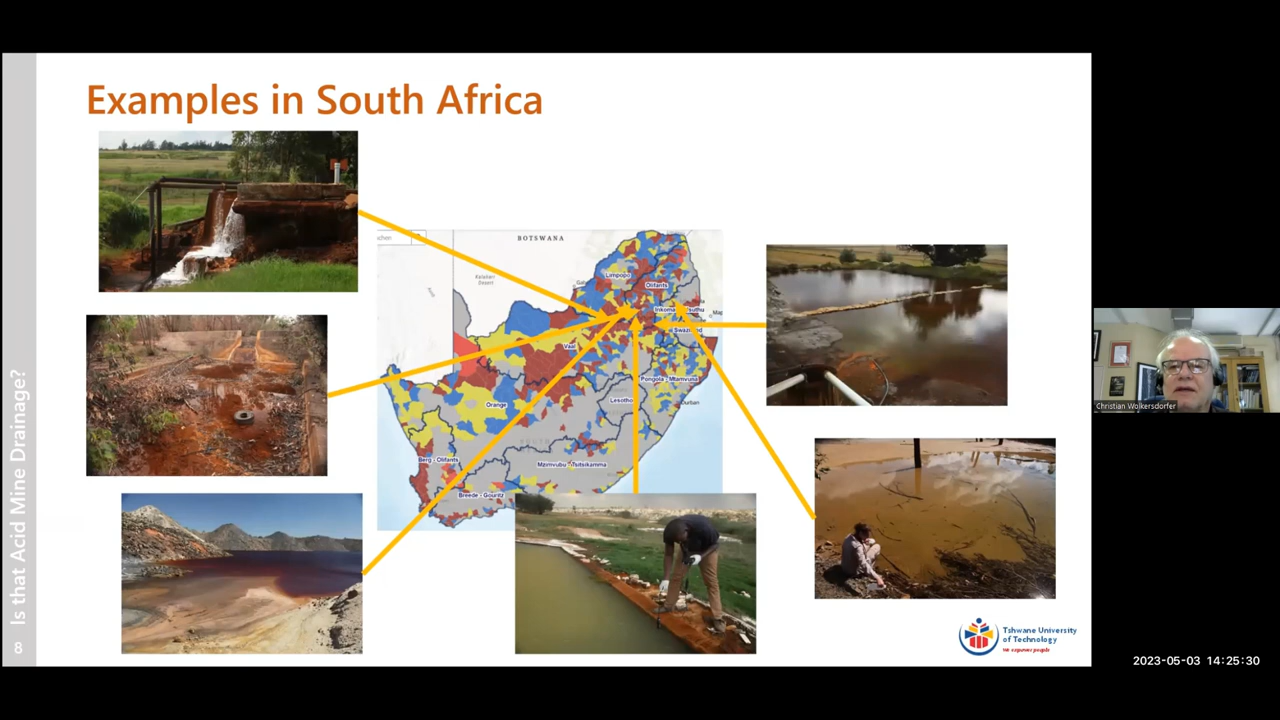 Examples in South Africa
Is that Acid Mine Drainage?
8
BOTSWANA
Kalahari
Desert
Limpopo
Olifants
Swaziland
Vaal
Pongola - Mtamvuna
Durban
Lesotho
Orange
Berg - Olifants
Mzimvubu - Tsitsikamma
Breede - Gouritz
Christian Wolkersdorfer
Tshwane University
of Technology
We empower people
2023-05-03 14:25:30